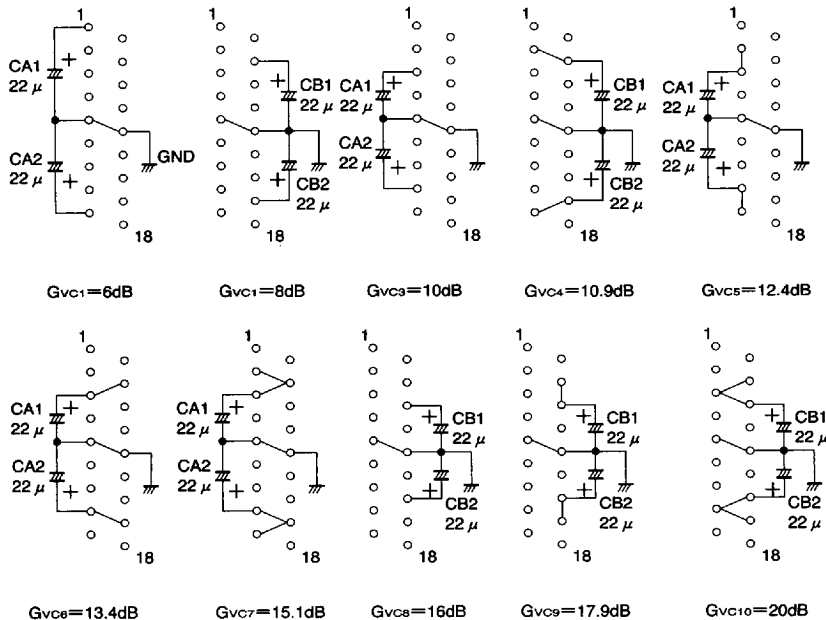 1
CA1
22 μ
+
CA2
22 μ
+
GND
18
GVC1=6dB
1
+
CB1
22 μ
+
CB2
22 μ
18
GVC1=8dB
1
CA1
22 μ
+
CA2
22 μ
+
18
GVC3=10dB
1
+
CB1
22 μ
+
CB2
22 μ
18
GVC4=10.9dB
1
CA1
22 μ
+
CA2
22 μ
+
18
GVC5=12.4dB
1
CA1
22 μ
+
CA2
22 μ
+
18
GVC6=13.4dB
1
CA1
22 μ
+
CA2
22 μ
+
18
GVC7=15.1dB
1
+
CB1
22 μ
+
CB2
22 μ
18
GVC8=16dB
1
+
CB1
22 μ
+
CB2
22 μ
18
GVC9=17.9dB
1
+
CB1
22 μ
+
CB2
22 μ
18
GVC10=20dB